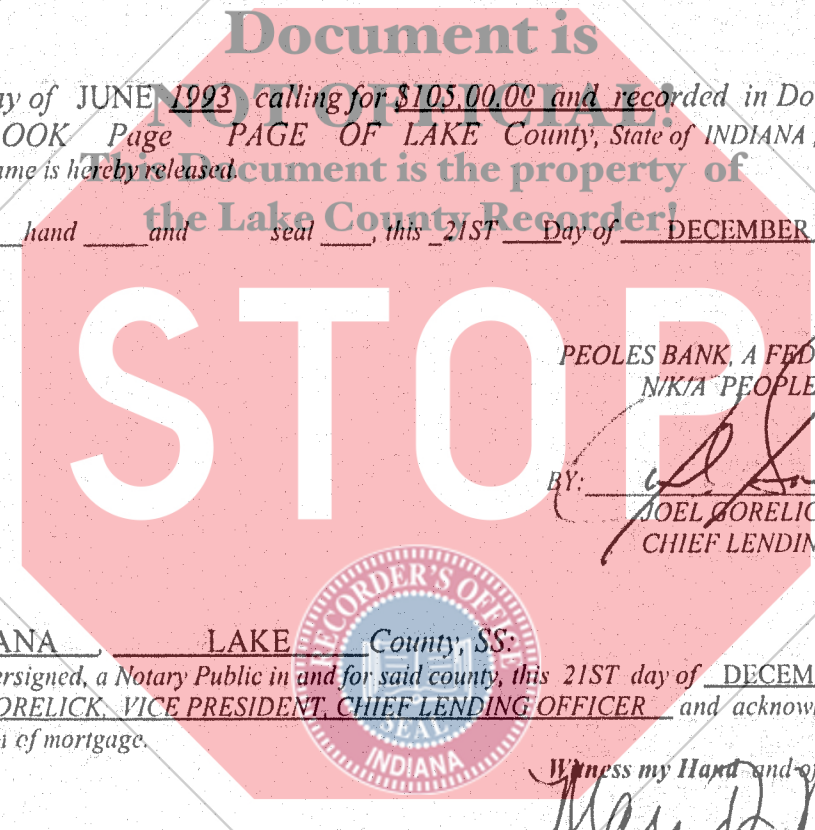 Document is
NOT OFFICIAL!
This Document is the property of
the Lake County Recorder!
ay of JUNE 1993 calling for $105,00.00 and recorded in Do
OOK Page PAGE OF LAKE County, State of INDIANA
ame is hereby released.
hand and seal , this 21ST Day of DECEMBER
STOP
PEOLES BANK, A FED
N/K/A PEOPLE
BY:
JOEL GORELIC
CHIEF LENDIN
RECORDER'S OFFICE
SEAL
INDIANA
ANA , LAKE County, SS:
ersigned, a Notary Public in and for said county, this 21ST day of DECEM
ORELICK, VICE PRESIDENT, CHIEF LENDING OFFICER and acknow
n of mortgage.
Witness my Hand and of